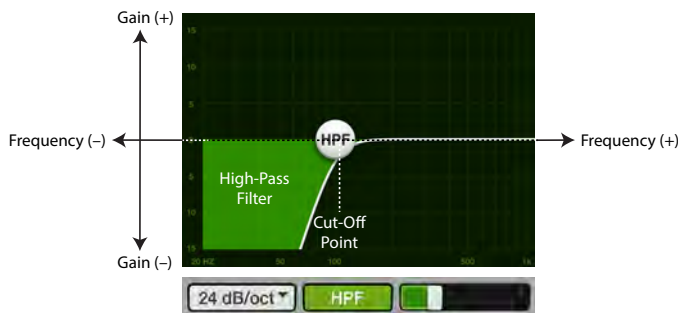 Gain (+)
15
10
5
Frequency (–)
0
HPF
Frequency (+)
High-Pass
Filter
5
10
Cut-Off
Point
15
Gain (–)
20 HZ
50
100
500
1k
24 dB/oct
HPF